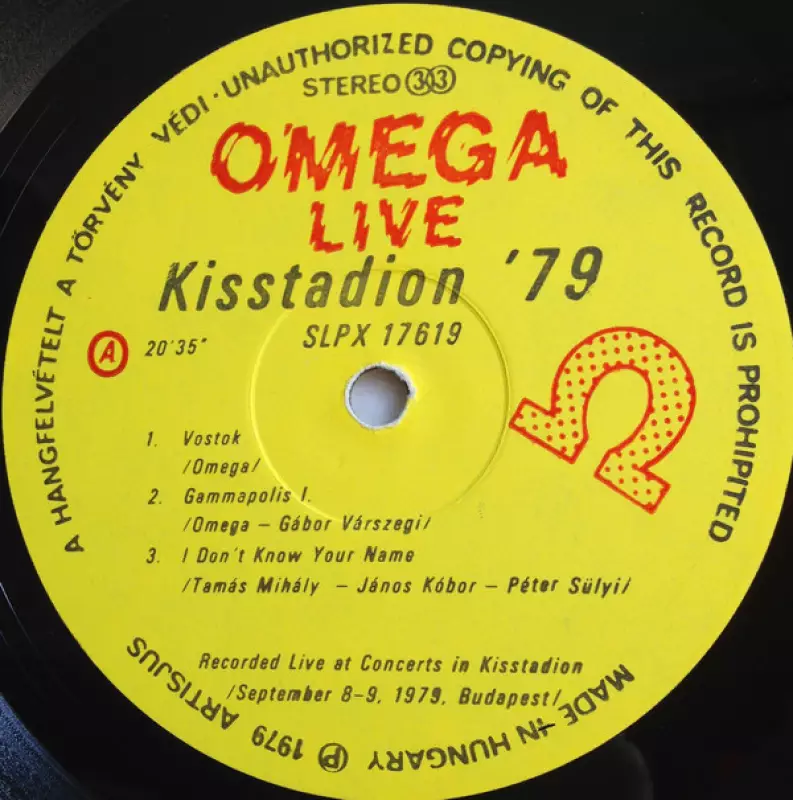 A HANGFELVÉTELT A TÖRVÉNY VÉDI · UNAUTHORIZED COPYING OF THIS RECORD IS PROHIPITED
STEREO 33
OMEGA
LIVE
Kisstadion '79
A 20'35" SLPX 17619
1. Vostok
/Omega/
2. Gammapolis I.
/Omega – Gábor Várszegi/
3. I Don't Know Your Name
/Tamás Mihály – János Kóbor – Péter Sülyi/
Recorded Live at Concerts in Kisstadion
/September 8-9, 1979, Budapest/
MADE IN HUNGARY ℗ 1979 ARTISJUS